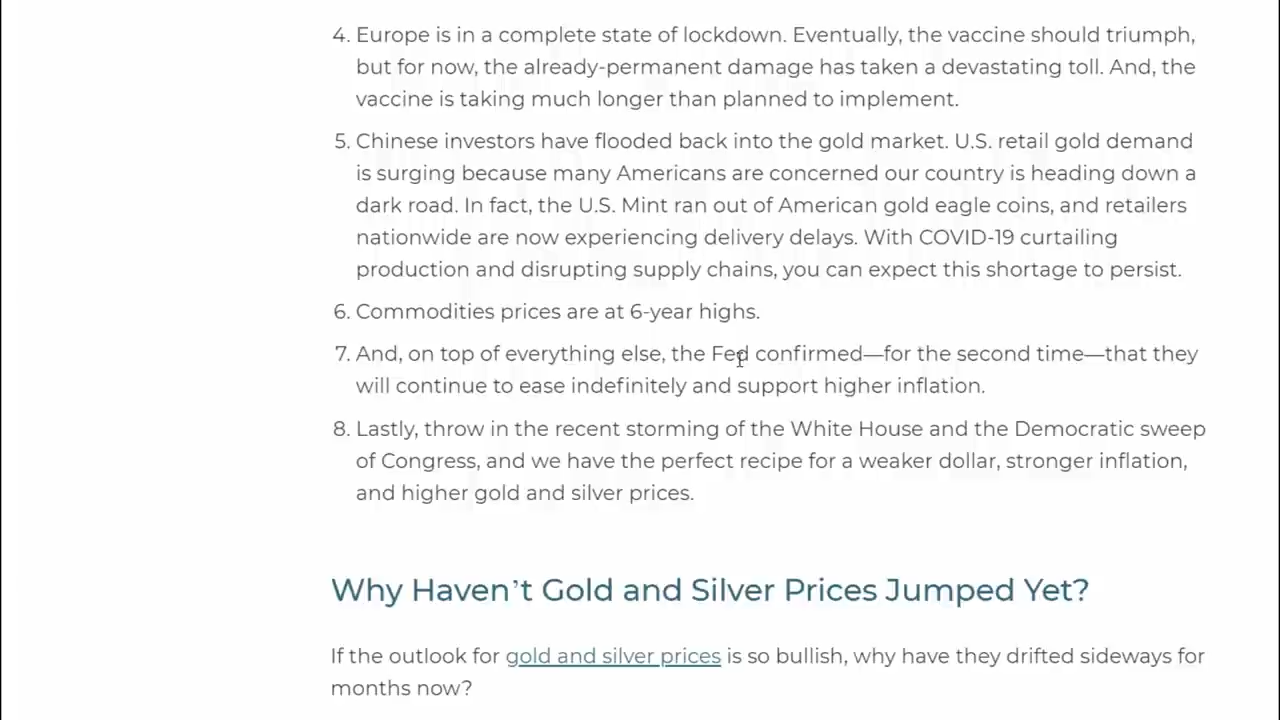 4. Europe is in a complete state of lockdown. Eventually, the vaccine should triumph,
but for now, the already-permanent damage has taken a devastating toll. And, the
vaccine is taking much longer than planned to implement.
5. Chinese investors have flooded back into the gold market. U.S. retail gold demand
is surging because many Americans are concerned our country is heading down a
dark road. In fact, the U.S. Mint ran out of American gold eagle coins, and retailers
nationwide are now experiencing delivery delays. With COVID-19 curtailing
production and disrupting supply chains, you can expect this shortage to persist.
6. Commodities prices are at 6-year highs.
7. And, on top of everything else, the Fed confirmed—for the second time—that they
will continue to ease indefinitely and support higher inflation.
8. Lastly, throw in the recent storming of the White House and the Democratic sweep
of Congress, and we have the perfect recipe for a weaker dollar, stronger inflation,
and higher gold and silver prices.
Why Haven't Gold and Silver Prices Jumped Yet?
If the outlook for gold and silver prices is so bullish, why have they drifted sideways for
months now?